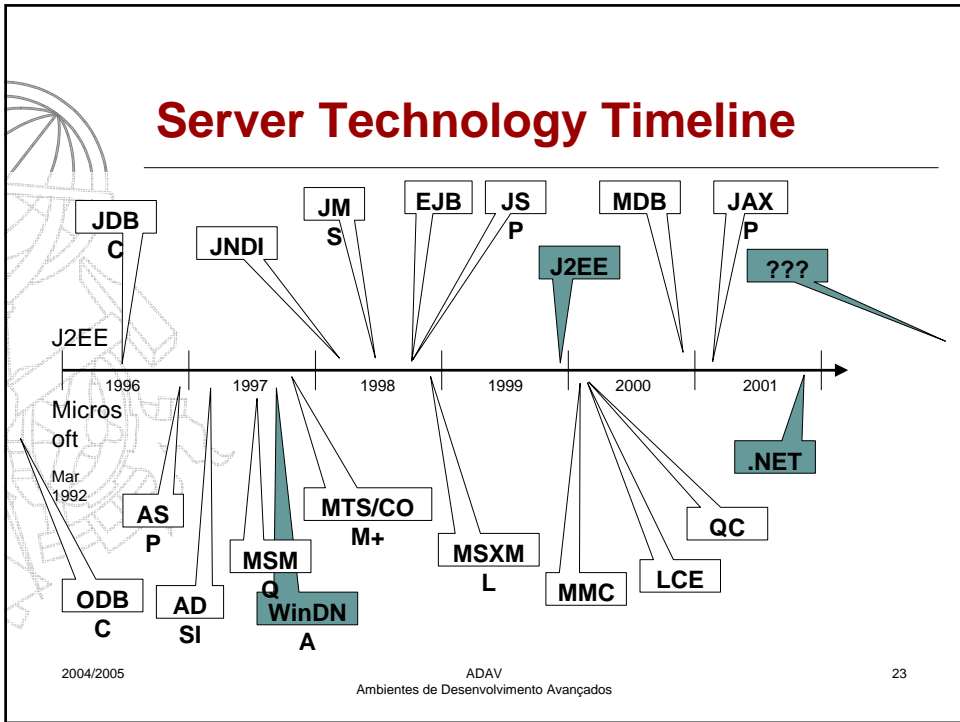 Server Technology Timeline
JDB
C
JNDI
JM
S
EJB
JS
P
J2EE
MDB
JAX
P
???
J2EE
1996
1997
1998
1999
2000
2001
Micros
oft
Mar
1992
ODB
C
AS
P
AD
SI
MSM
Q
WinDN
A
MTS/CO
M+
MSXM
L
MMC
LCE
QC
.NET
2004/2005
ADAV
Ambientes de Desenvolvimento Avançados
23